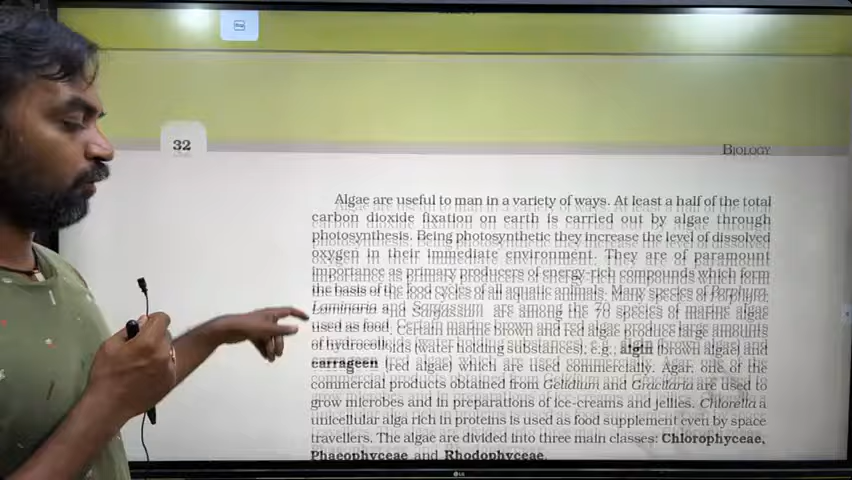 32
BIOLOGY
Algae are useful to man in a variety of ways. At least a half of the total
carbon dioxide fixation on earth is carried out by algae through
photosynthesis. Being photosynthetic they increase the level of dissolved
oxygen in their immediate environment. They are of paramount
importance as primary producers of energy-rich compounds which form
the basis of the food cycles of all aquatic animals. Many species of Porphyra,
Laminaria and Sargassum are among the 70 species of marine algae
used as food. Certain marine brown and red algae produce large amounts
of hydrocolloids (water holding substances), e.g., algin (brown algae) and
carrageen (red algae) which are used commercially. Agar, one of the
commercial products obtained from Gelidium and Gracilaria are used to
grow microbes and in preparations of ice-creams and jellies. Chlorella a
unicellular alga rich in proteins is used as food supplement even by space
travellers. The algae are divided into three main classes: Chlorophyceae,
Phaeophyceae and Rhodophyceae.
LG